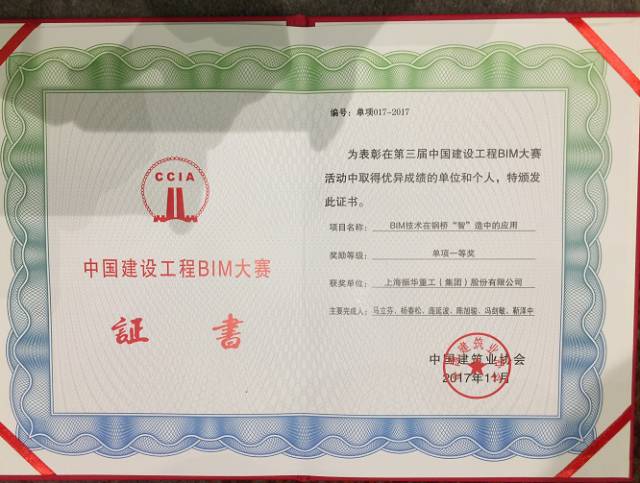 CCIA
中国建设工程BIM大赛
証 書
编号：单项017-2017
为表彰在第三届中国建设工程BIM大赛
活动中取得优异成绩的单位和个人，特颁发
此证书。
项目名称： BIM技术在钢桥“智”造中的应用
奖励等级： 单项一等奖
获奖单位： 上海振华重工（集团）股份有限公司
主要完成人： 马立芬、杨春松、庞延波、陈旭骏、冯剑敏、靳泽中
中国建筑业协会
2017年11月